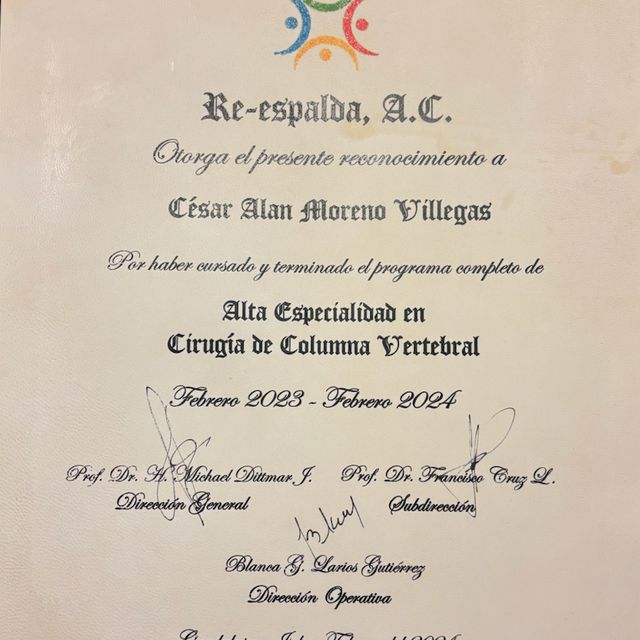 Re-espalda, A.C.
Otorga el presente reconocimiento a
César Alan Moreno Villegas
Por haber cursado y terminado el programa completo de
Alta Especialidad en
Cirugía de Columna Vertebral
Febrero 2023 - Febrero 2024
Prof. Dr. H. Michael Dittmar J.
Dirección General
Prof. Dr. Francisco Cruz L.
Subdirección
Blanca G. Larios Gutiérrez
Dirección Operativa